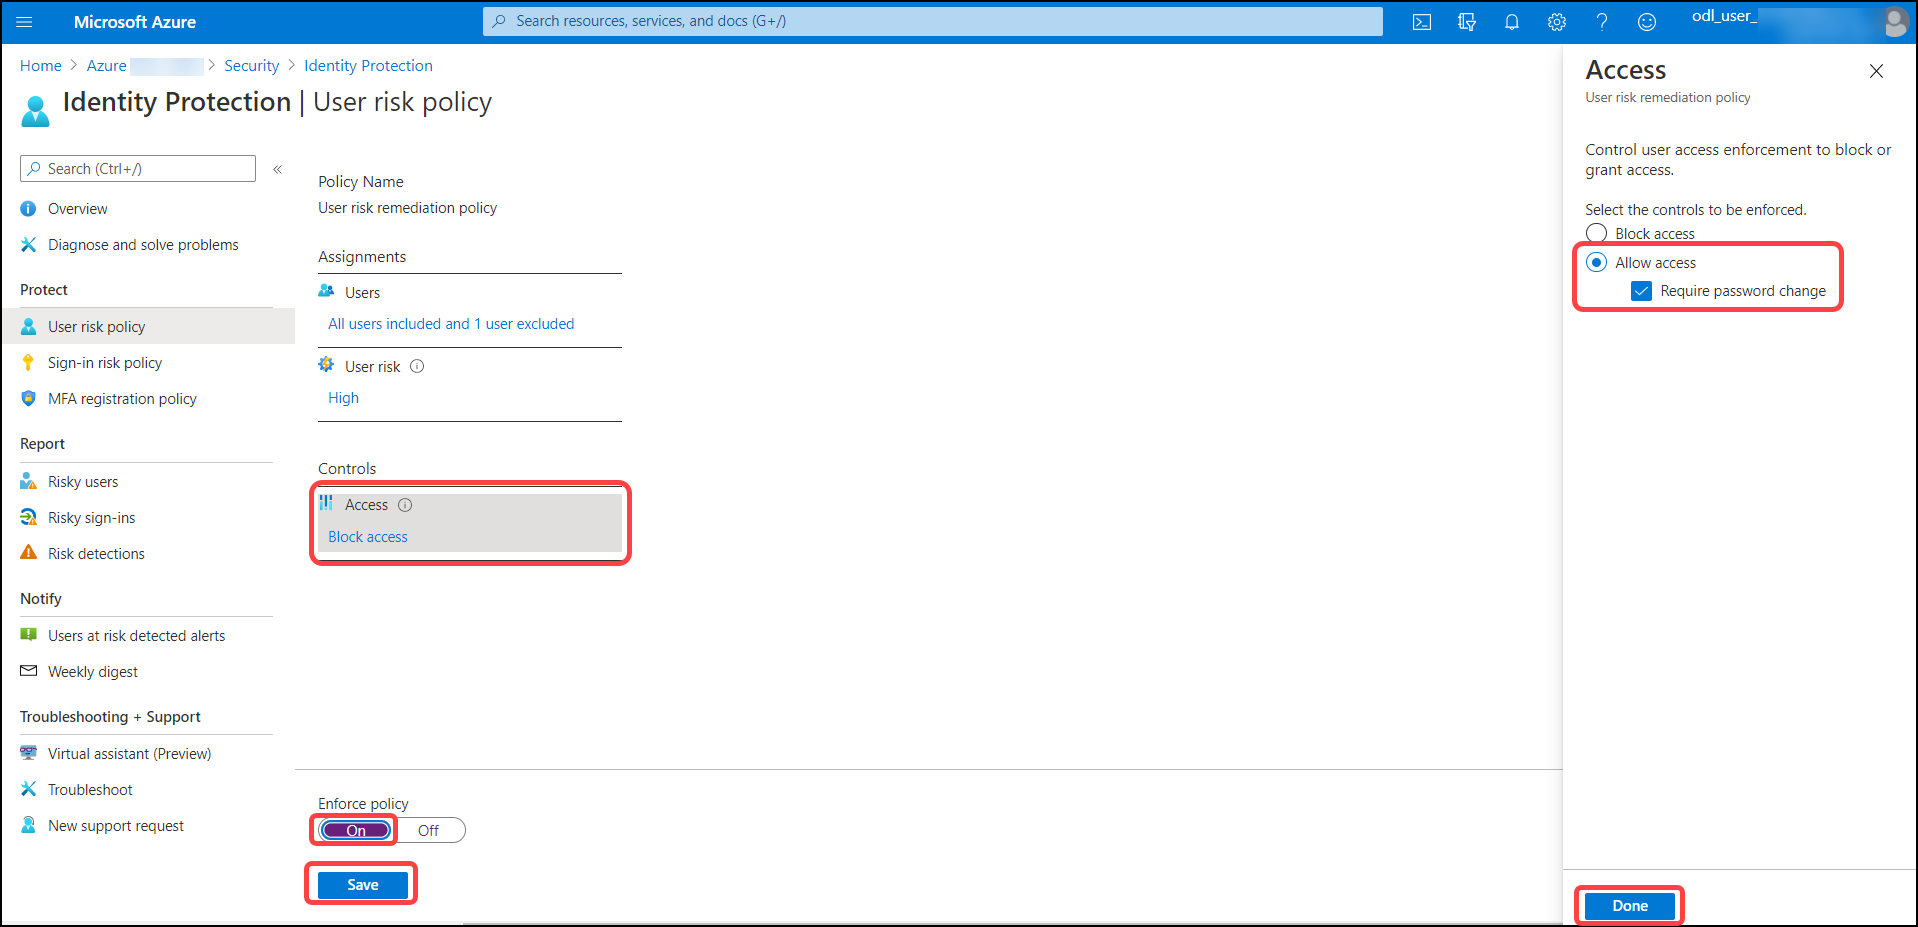 Microsoft Azure
Search resources, services, and docs (G+/)
odl_user_
Home > Azure > Security > Identity Protection
Identity Protection | User risk policy
Search (Ctrl+/)
«
Overview
Diagnose and solve problems
Protect
User risk policy
Sign-in risk policy
MFA registration policy
Report
Risky users
Risky sign-ins
Risk detections
Notify
Users at risk detected alerts
Weekly digest
Troubleshooting + Support
Virtual assistant (Preview)
Troubleshoot
New support request
Policy Name
User risk remediation policy
Assignments
Users
All users included and 1 user excluded
User risk
High
Controls
Access
Block access
Enforce policy
On Off
Save
Access
User risk remediation policy
Control user access enforcement to block or
grant access.
Select the controls to be enforced.
Block access
Allow access
Require password change
Done